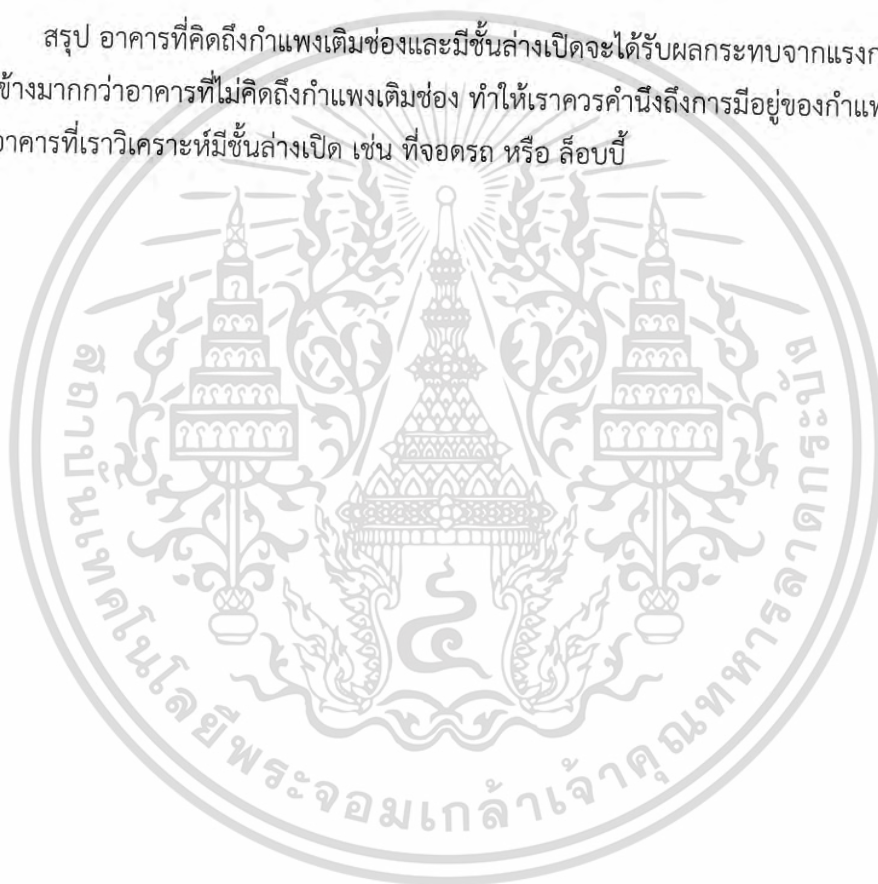 สรุป อาคารที่คิดถึงกำแพงเติมช่องและมีชั้นล่างเปิดจะได้รับผลกระทบจากแรงก
ข้างมากกว่าอาคารที่ไม่คิดถึงกำแพงเติมช่อง ทำให้เราควรคำนึงถึงการมีอยู่ของกำแพ
อาคารที่เราวิเคราะห์มีชั้นล่างเปิด เช่น ที่จอดรถ หรือ ล็อบบี้
สถาบันเทคโนโลยีพระจอมเกล้าเจ้าคุณทหารลาดกระบัง
๔